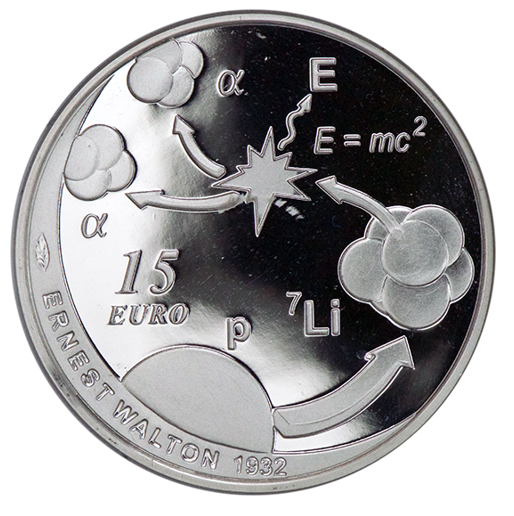 α
E
E = mc²
α
15
EURO
p
⁷Li
ERNEST WALTON 1932